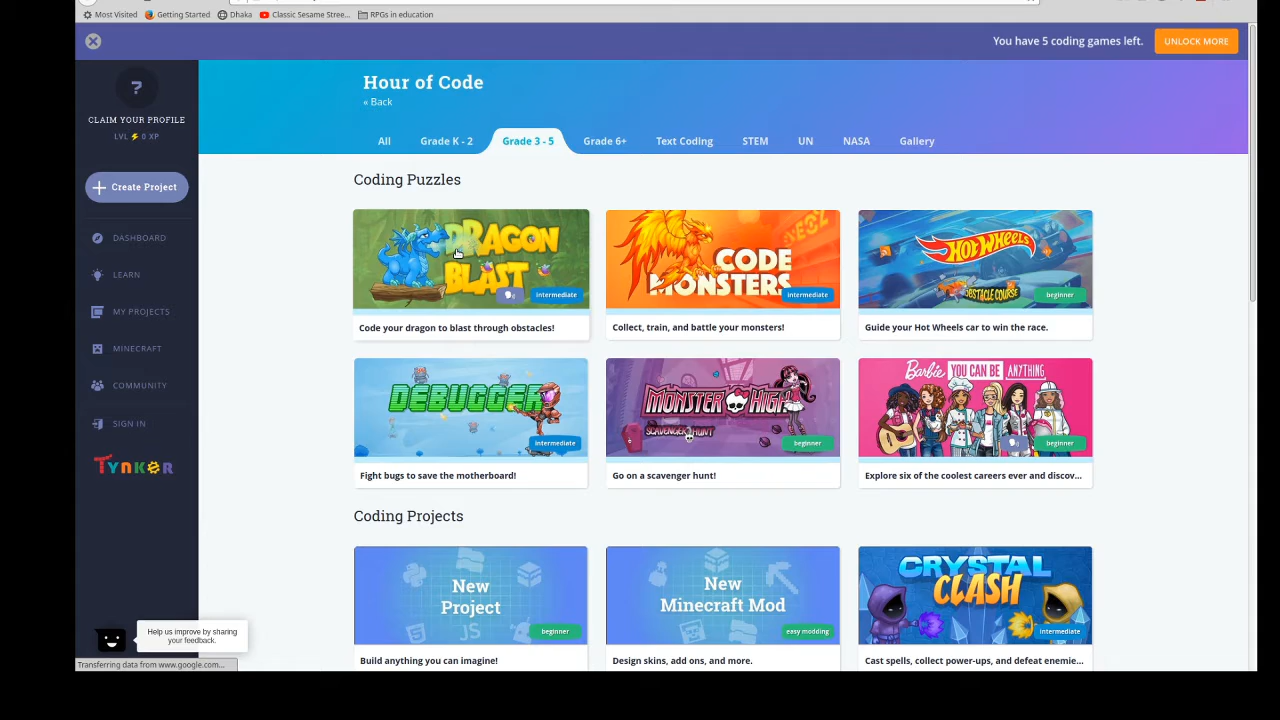 Most Visited Getting Started Dhaka Classic Sesame Stree... RPGs in education
You have 5 coding games left. UNLOCK MORE
?
CLAIM YOUR PROFILE
LVL 0 XP
Create Project
DASHBOARD
LEARN
MY PROJECTS
MINECRAFT
COMMUNITY
SIGN IN
TYNKER
Help us improve by sharing
your feedback.
Transferring data from www.google.com...
Hour of Code
« Back
All Grade K - 2 Grade 3 - 5 Grade 6+ Text Coding STEM UN NASA Gallery
Coding Puzzles
DRAGON
BLAST
intermediate
Code your dragon to blast through obstacles!
CODE
MONSTERS
intermediate
Collect, train, and battle your monsters!
HOT WHEELS
OBSTACLE COURSE
beginner
Guide your Hot Wheels car to win the race.
DEBUGGER
intermediate
Fight bugs to save the motherboard!
MONSTER HIGH
SCAVENGER HUNT
beginner
Go on a scavenger hunt!
Barbie YOU CAN BE ANYTHING
beginner
Explore six of the coolest careers ever and discov...
Coding Projects
New
Project
JS
beginner
Build anything you can imagine!
New
Minecraft Mod
easy modding
Design skins, add ons, and more.
CRYSTAL
CLASH
intermediate
Cast spells, collect power-ups, and defeat enemie...